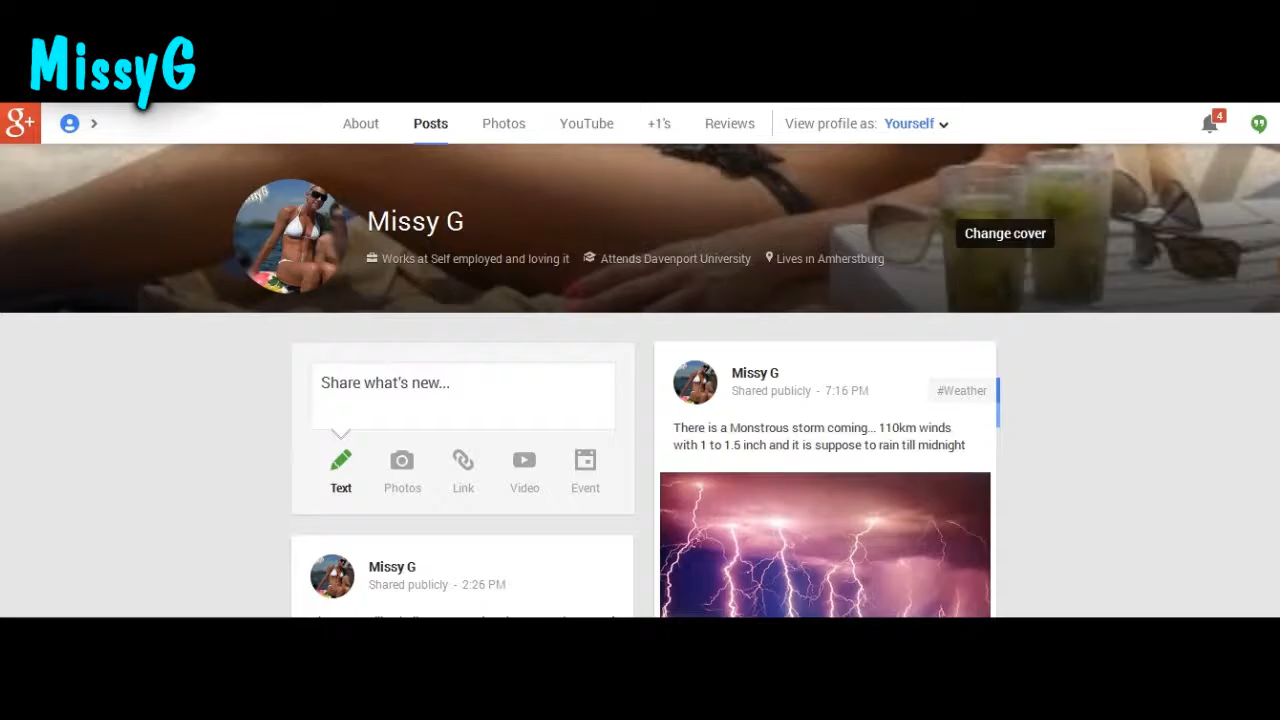 MissyG
g+
About Posts Photos YouTube +1's Reviews View profile as: Yourself 4
Missy G
Works at Self employed and loving it Attends Davenport University Lives in Amherstburg
Change cover
Share what's new...
Text Photos Link Video Event
Missy G
Shared publicly - 2:26 PM
Missy G
Shared publicly - 7:16 PM
#Weather
There is a Monstrous storm coming... 110km winds
with 1 to 1.5 inch and it is suppose to rain till midnight